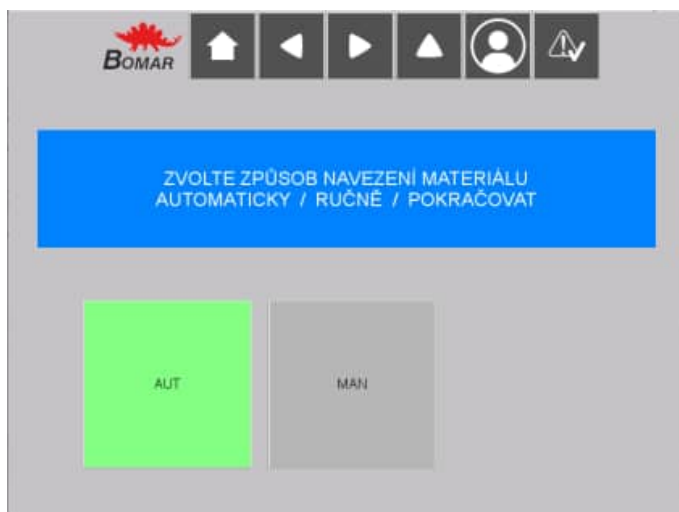 BOMAR
ZVOLTE ZPŮSOB NAVEZENÍ MATERIÁLU
AUTOMATICKY / RUČNĚ / POKRAČOVAT
AUT
MAN